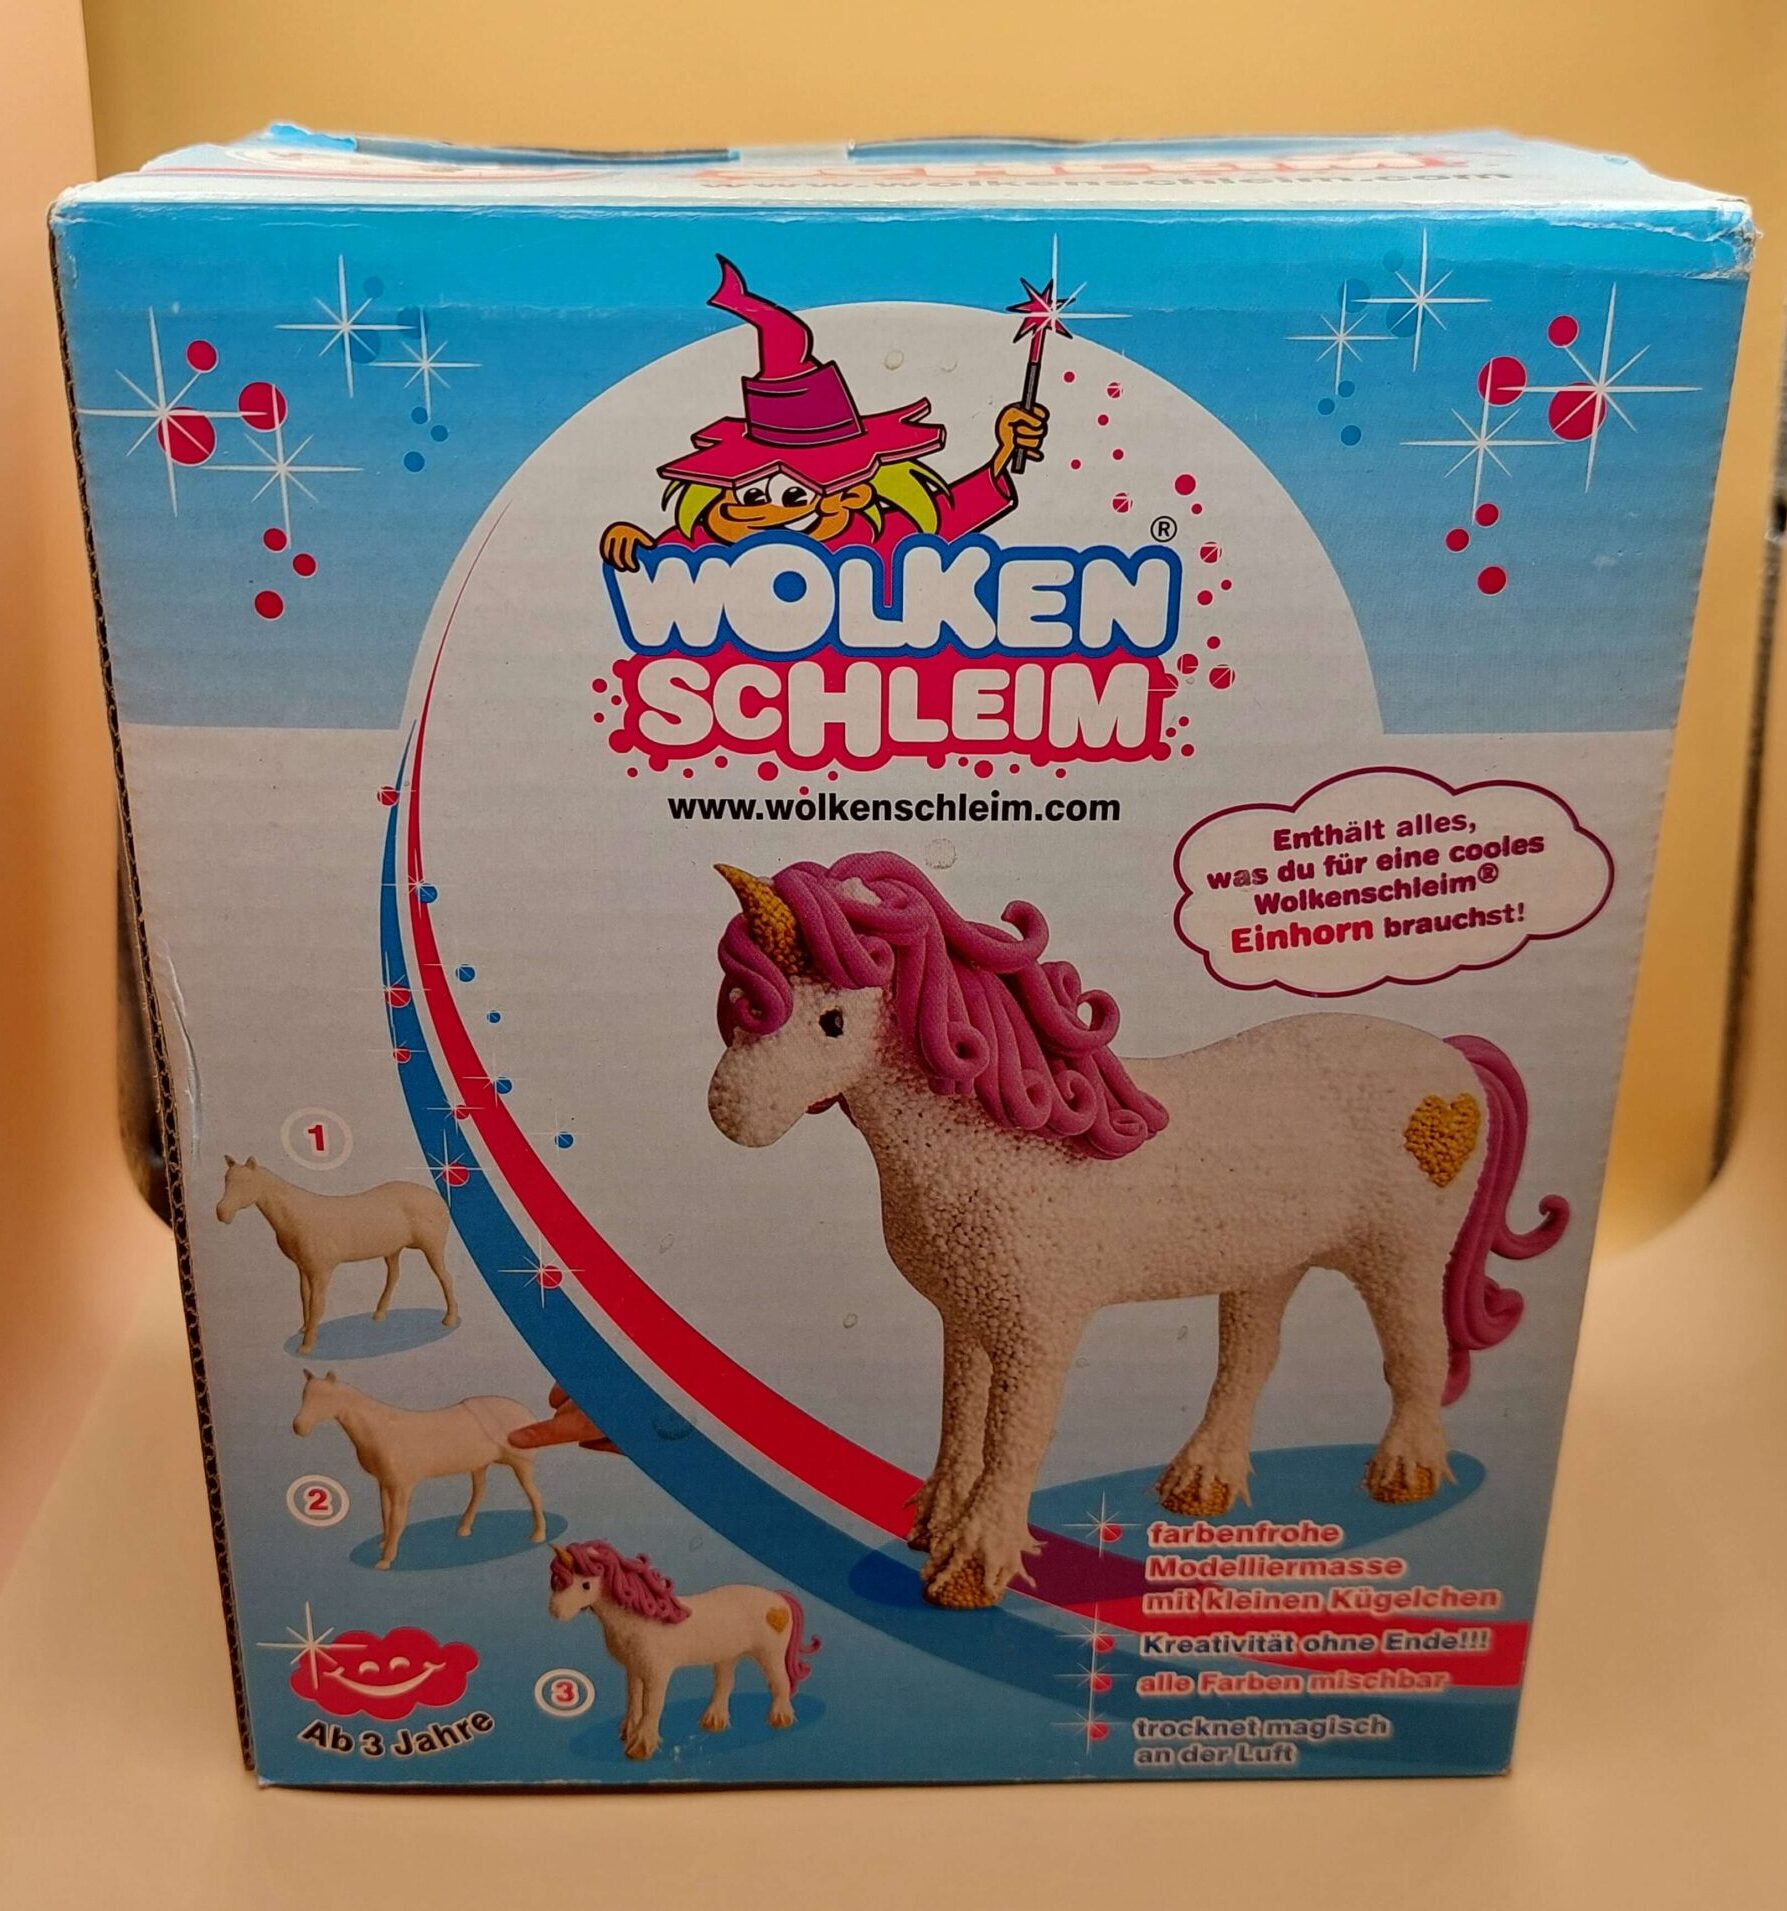 www.wolkenschleim.com
WOLKEN®
SCHLEIM
www.wolkenschleim.com
Enthält alles,
was du für eine cooles
Wolkenschleim®
Einhorn brauchst!
1
2
3
Ab 3 Jahre
farbenfrohe
Modelliermasse
mit kleinen Kügelchen
Kreativität ohne Ende!!!
alle Farben mischbar
trocknet magisch
an der Luft